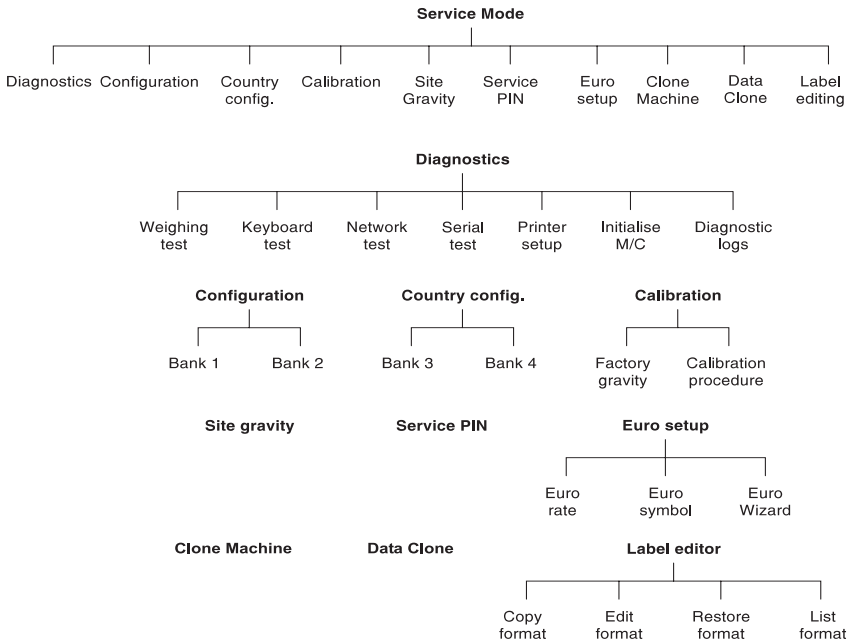 Service Mode
Diagnostics Configuration Country config. Calibration Site Gravity Service PIN Euro setup Clone Machine Data Clone Label editing
Diagnostics
Weighing test Keyboard test Network test Serial test Printer setup Initialise M/C Diagnostic logs
Configuration Country config. Calibration
Bank 1 Bank 2 Bank 3 Bank 4 Factory gravity Calibration procedure
Site gravity Service PIN Euro setup
Euro rate Euro symbol Euro Wizard
Clone Machine Data Clone Label editor
Copy format Edit format Restore format List format